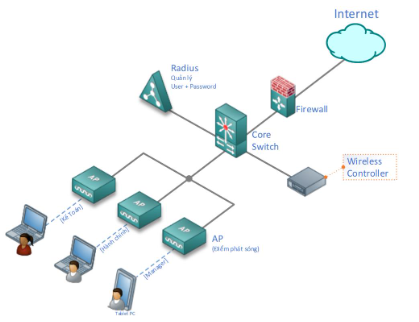 Internet
Radius
Quản lý
User + Password
Firewall
Core
Switch
Wireless
Controller
AP
[Kế Toán]
AP
[Hành chính]
AP
[Manager]
AP
(Điểm phát sóng)
Tablet PC